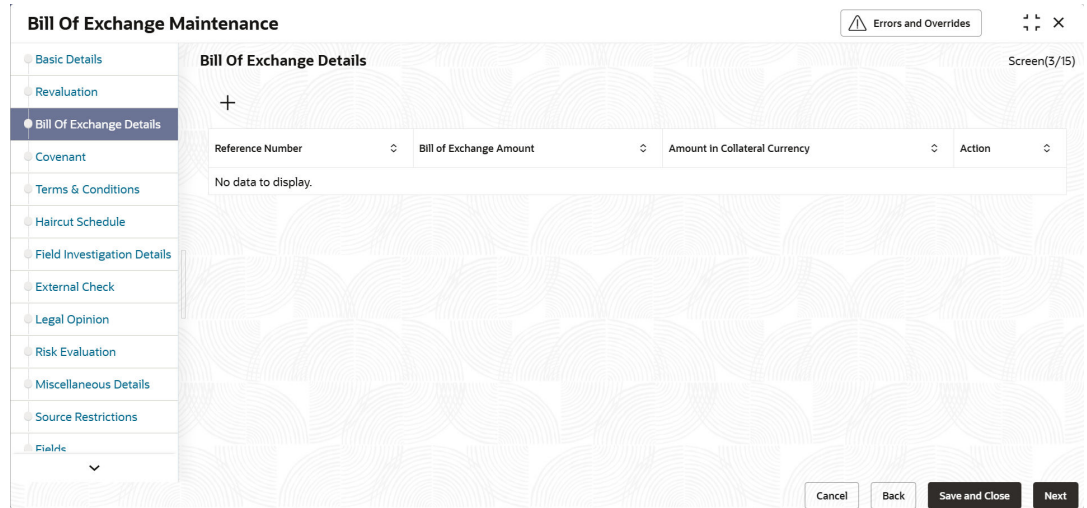 Bill Of Exchange Maintenance
Errors and Overrides
Basic Details
Revaluation
Bill Of Exchange Details
Covenant
Terms & Conditions
Haircut Schedule
Field Investigation Details
External Check
Legal Opinion
Risk Evaluation
Miscellaneous Details
Source Restrictions
Fields
Bill Of Exchange Details
Screen(3/15)
Reference Number
Bill of Exchange Amount
Amount in Collateral Currency
Action
No data to display.
Cancel
Back
Save and Close
Next